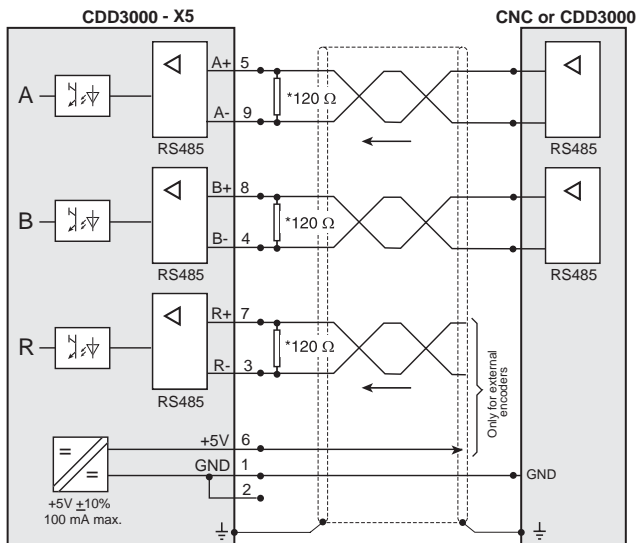 CDD3000 - X5
CNC or CDD3000
A
A+ 5
*120 Ω
A- 9
RS485
RS485
B
B+ 8
*120 Ω
B- 4
RS485
RS485
R
R+ 7
*120 Ω
R- 3
RS485
Only for external
encoders
+5V 6
GND 1
GND
2
+5V ±10%
100 mA max.